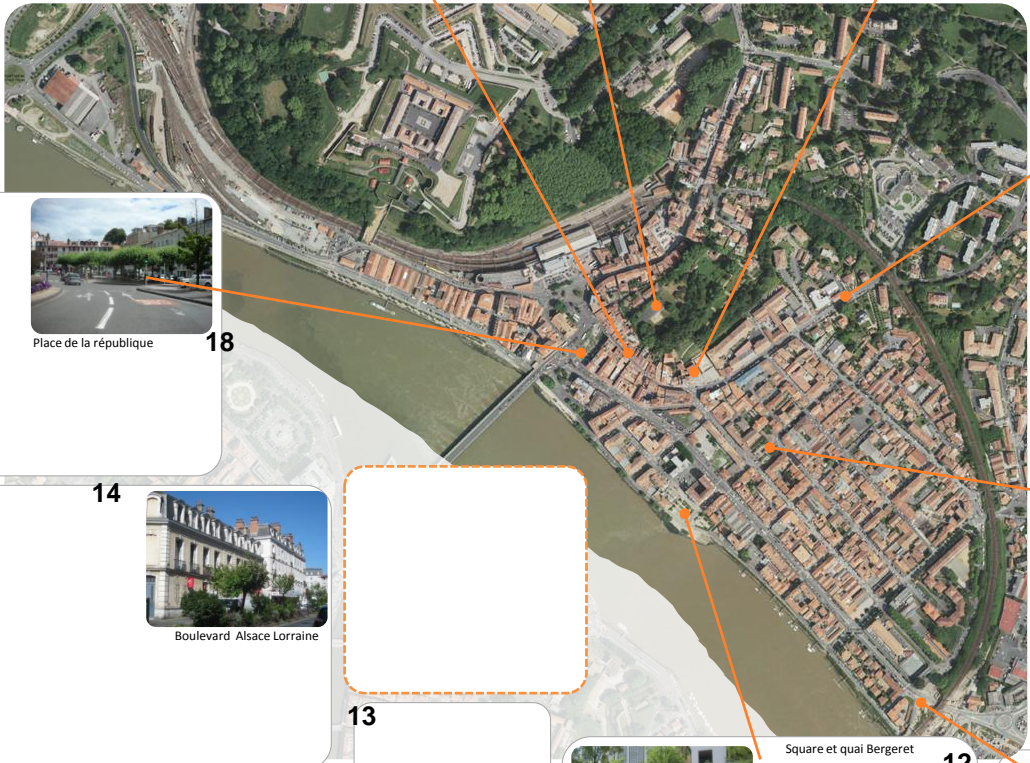 Place de la république
18
14
Boulevard Alsace Lorraine
13
Square et quai Bergeret
12